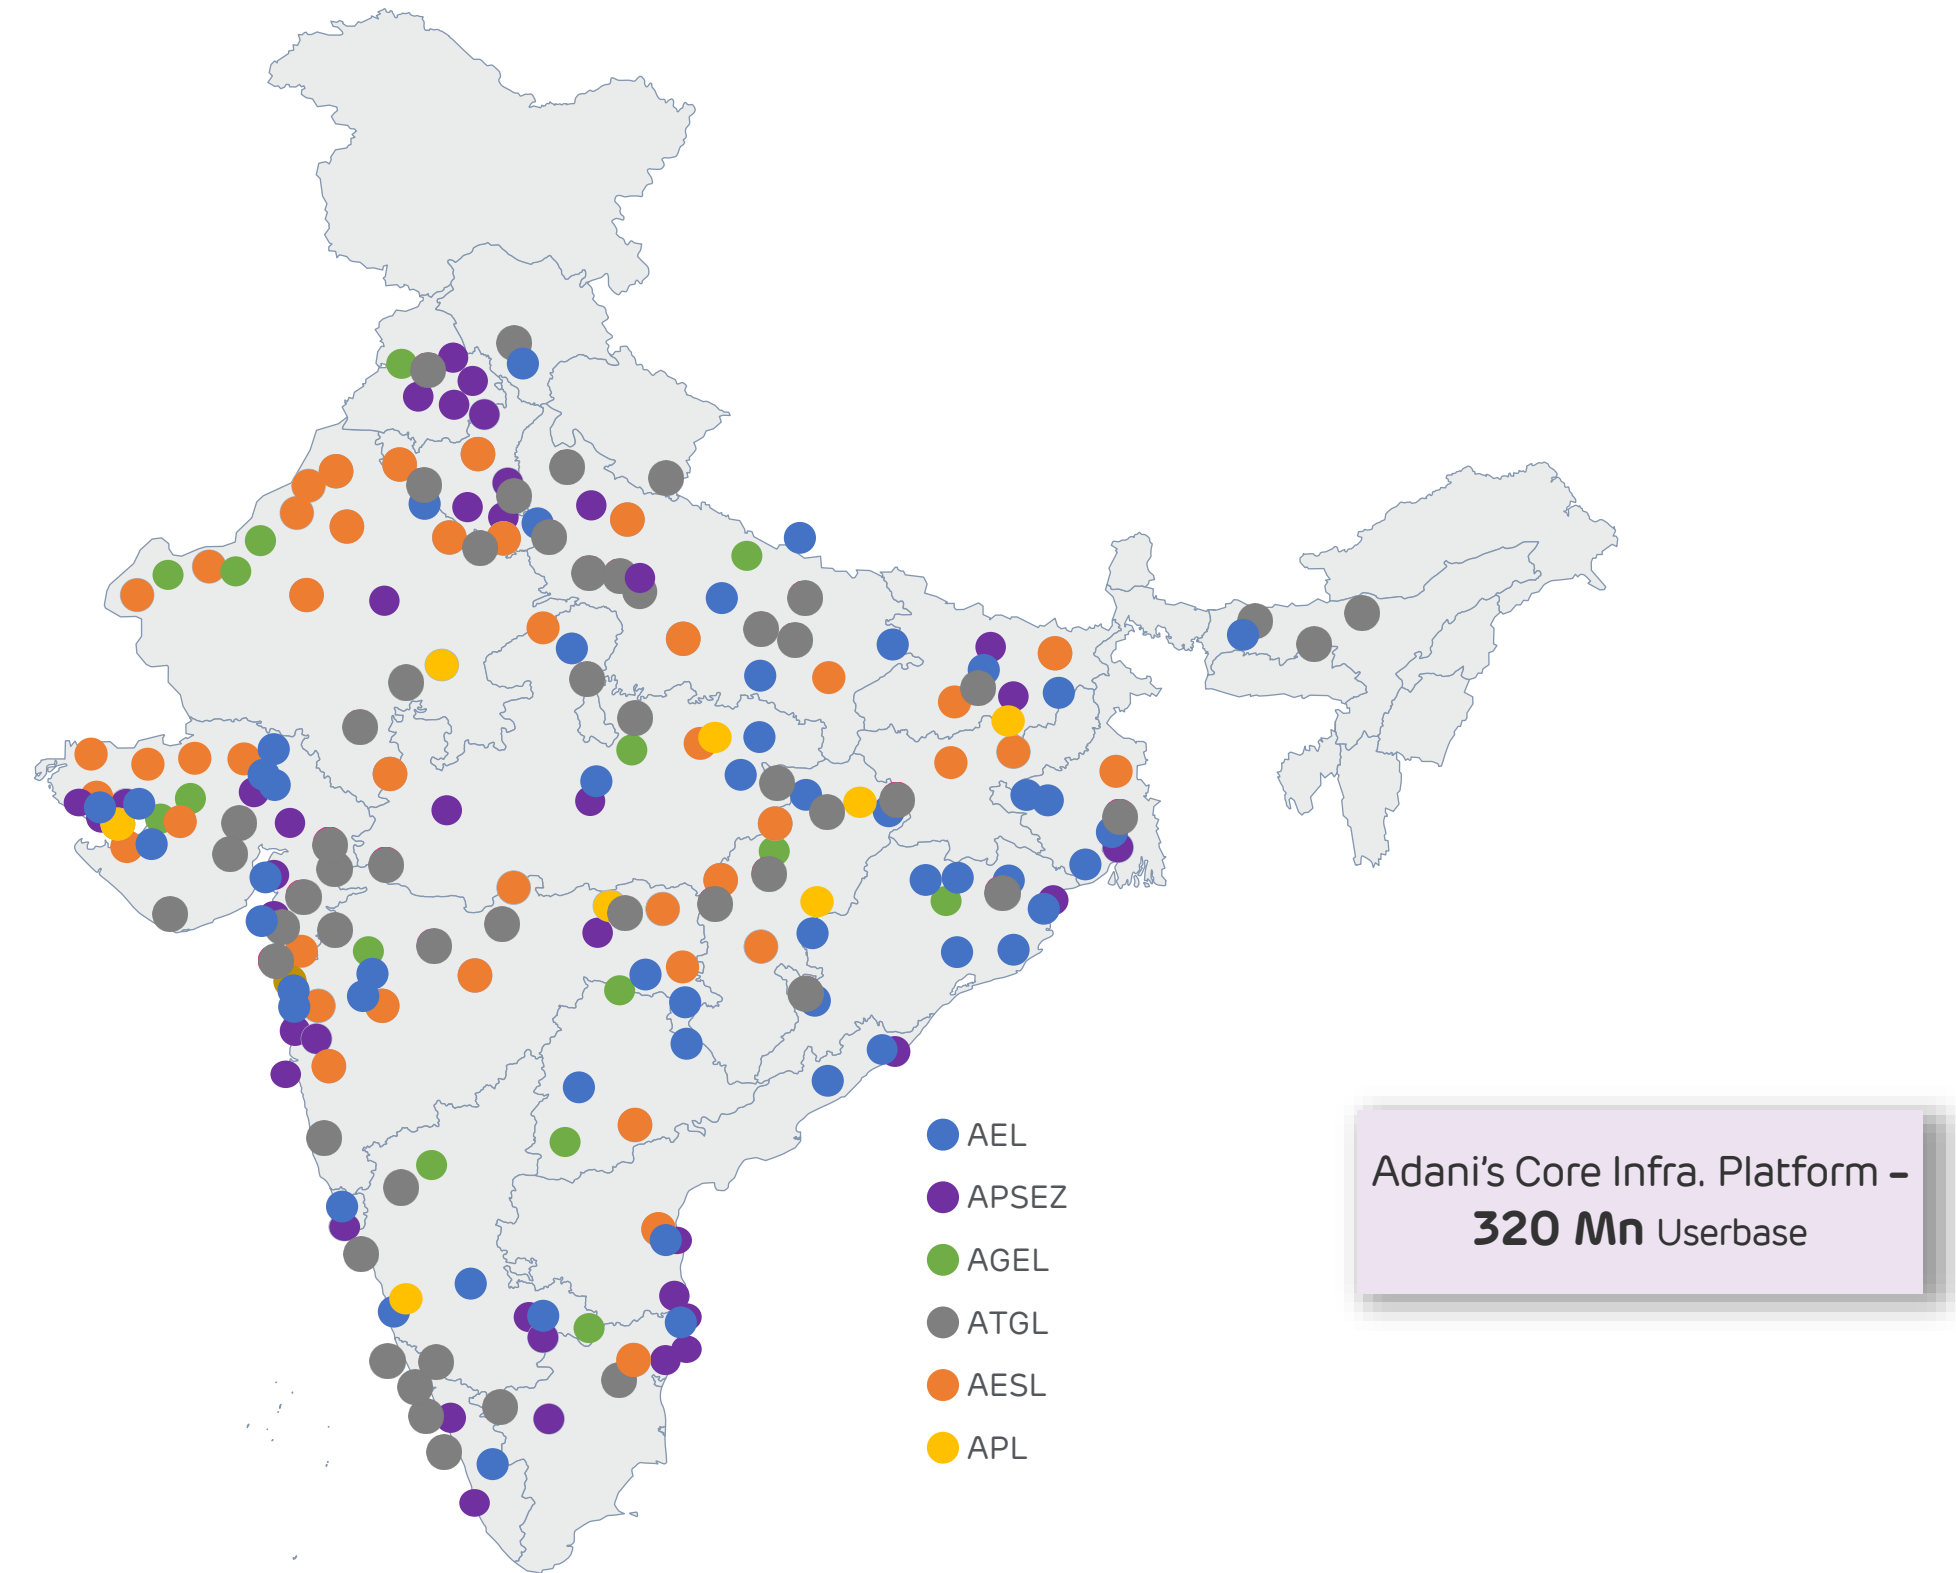 AEL
APSEZ
AGEL
ATGL
AESL
APL
Adani's Core Infra. Platform –
320 Mn Userbase